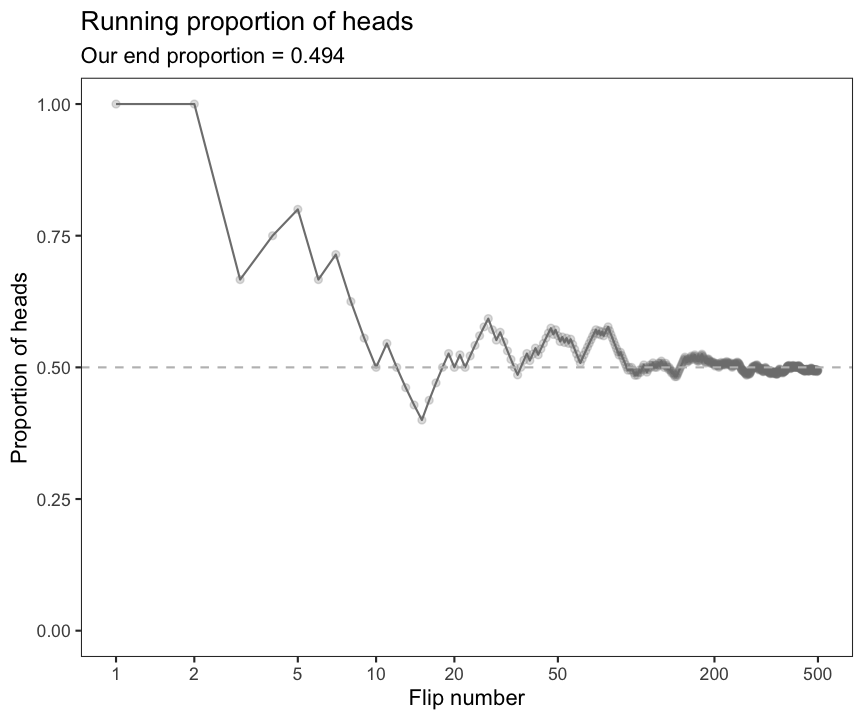 Running proportion of heads
Our end proportion = 0.494
Proportion of heads
1.00
0.75
0.50
0.25
0.00
1 2 5 10 20 50 200 500
Flip number